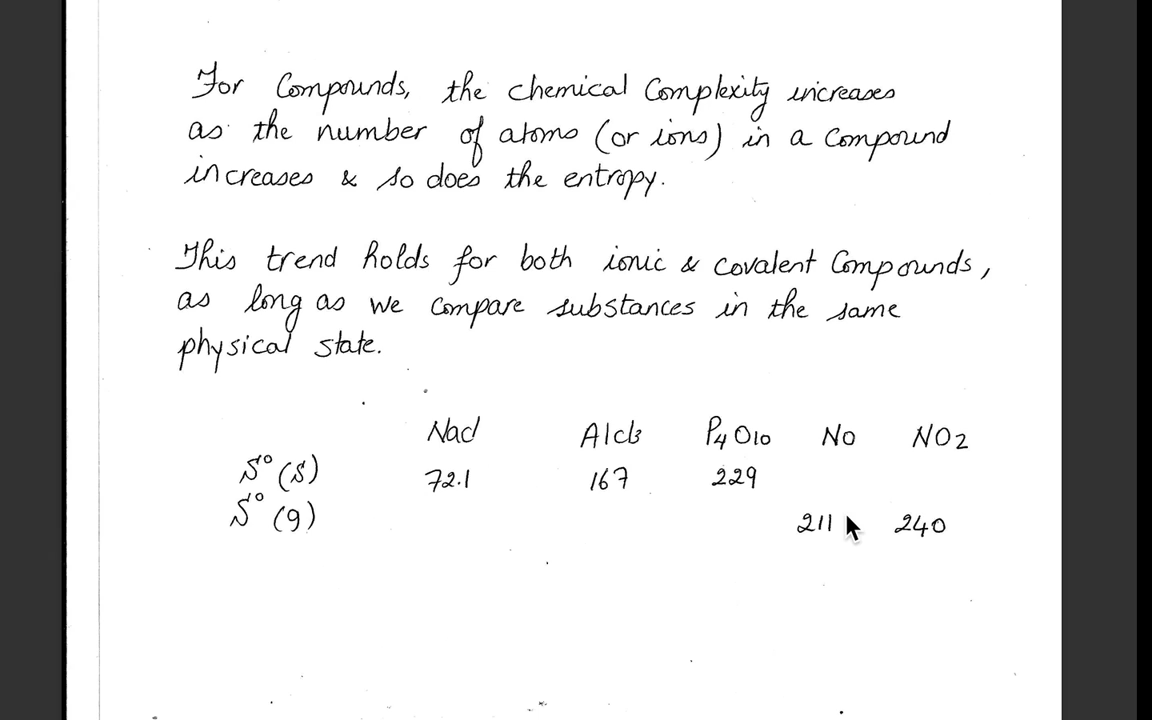 For Compounds, the chemical Complexity increases
as the number of atoms (or ions) in a compound
increases & so does the entropy.
This trend holds for both ionic & covalent Compounds,
as long as we compare substances in the same
physical state.
NaCl AlCl3 P4O10 NO NO2
S°(s) 72.1 167 229
S°(g) 211 240